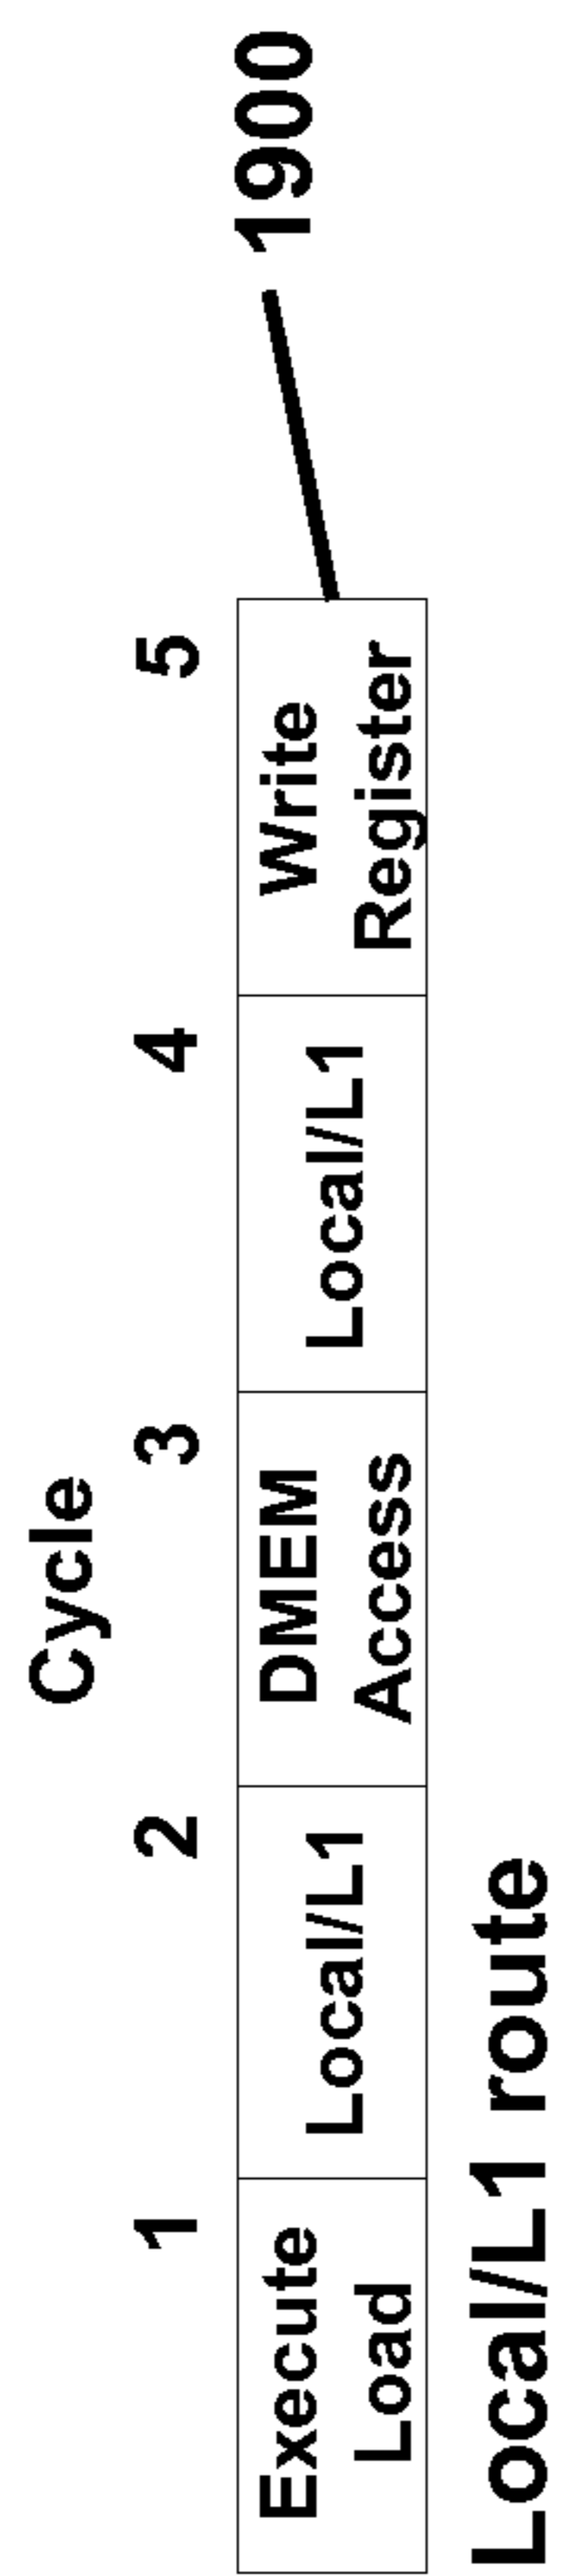 Cycle
1 2 3 4 5
Execute Load
Local/L1
DMEM Access
Local/L1
Write Register
1900
Local/L1 route